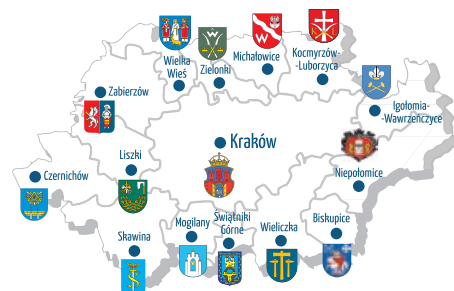 Wielka
Wieś
Zielonki
Michałowice
Kocmyrzów-
-Luborzyca
Zabierzów
Igołomia-
-Wawrzeńczyce
Kraków
Liszki
Czernichów
Niepołomice
Skawina
Mogilany
Świątniki
Górne
Wieliczka
Biskupice